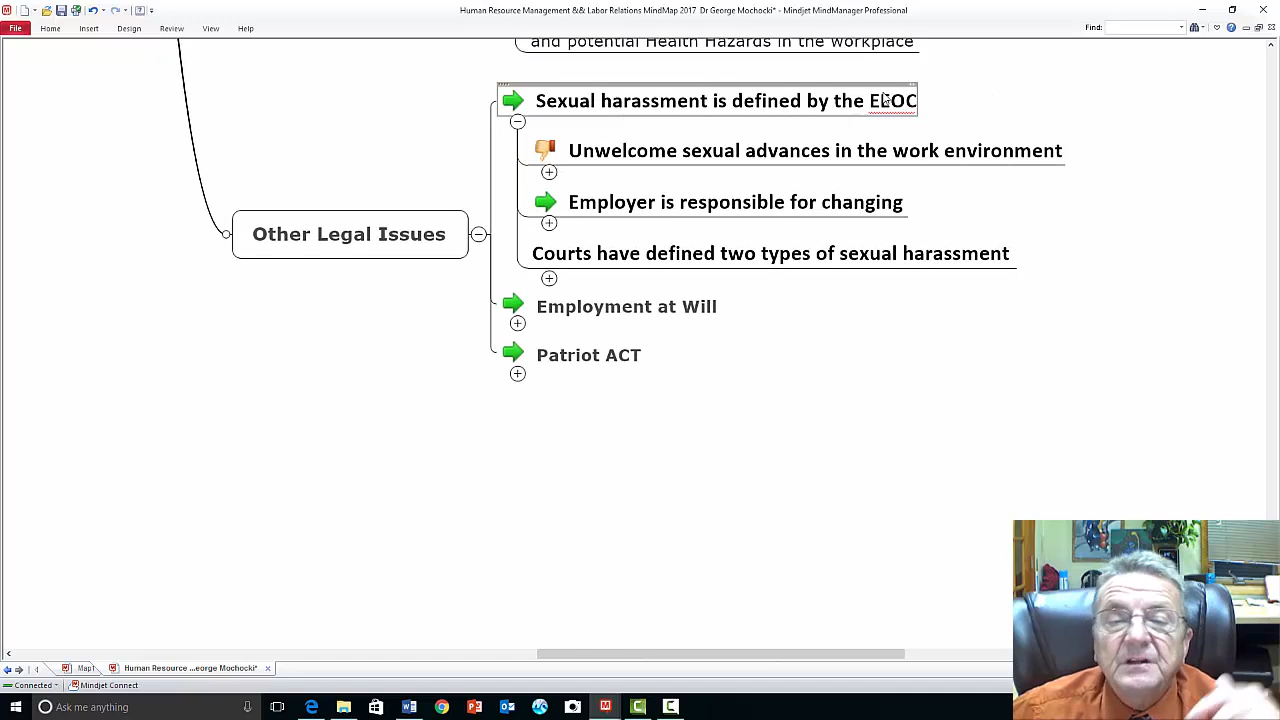 Human Resource Management && Labor Relations MindMap 2017 Dr George Mochocki* - Mindjet MindManager Professional
File Home Insert Design Review View Help Find:
and potential Health Hazards in the workplace
Sexual harassment is defined by the EEOC
Unwelcome sexual advances in the work environment
Employer is responsible for changing
Courts have defined two types of sexual harassment
Other Legal Issues
Employment at Will
Patriot ACT
Map1 Human Resource ...eorge Mochocki*
Connected Mindjet Connect
Ask me anything